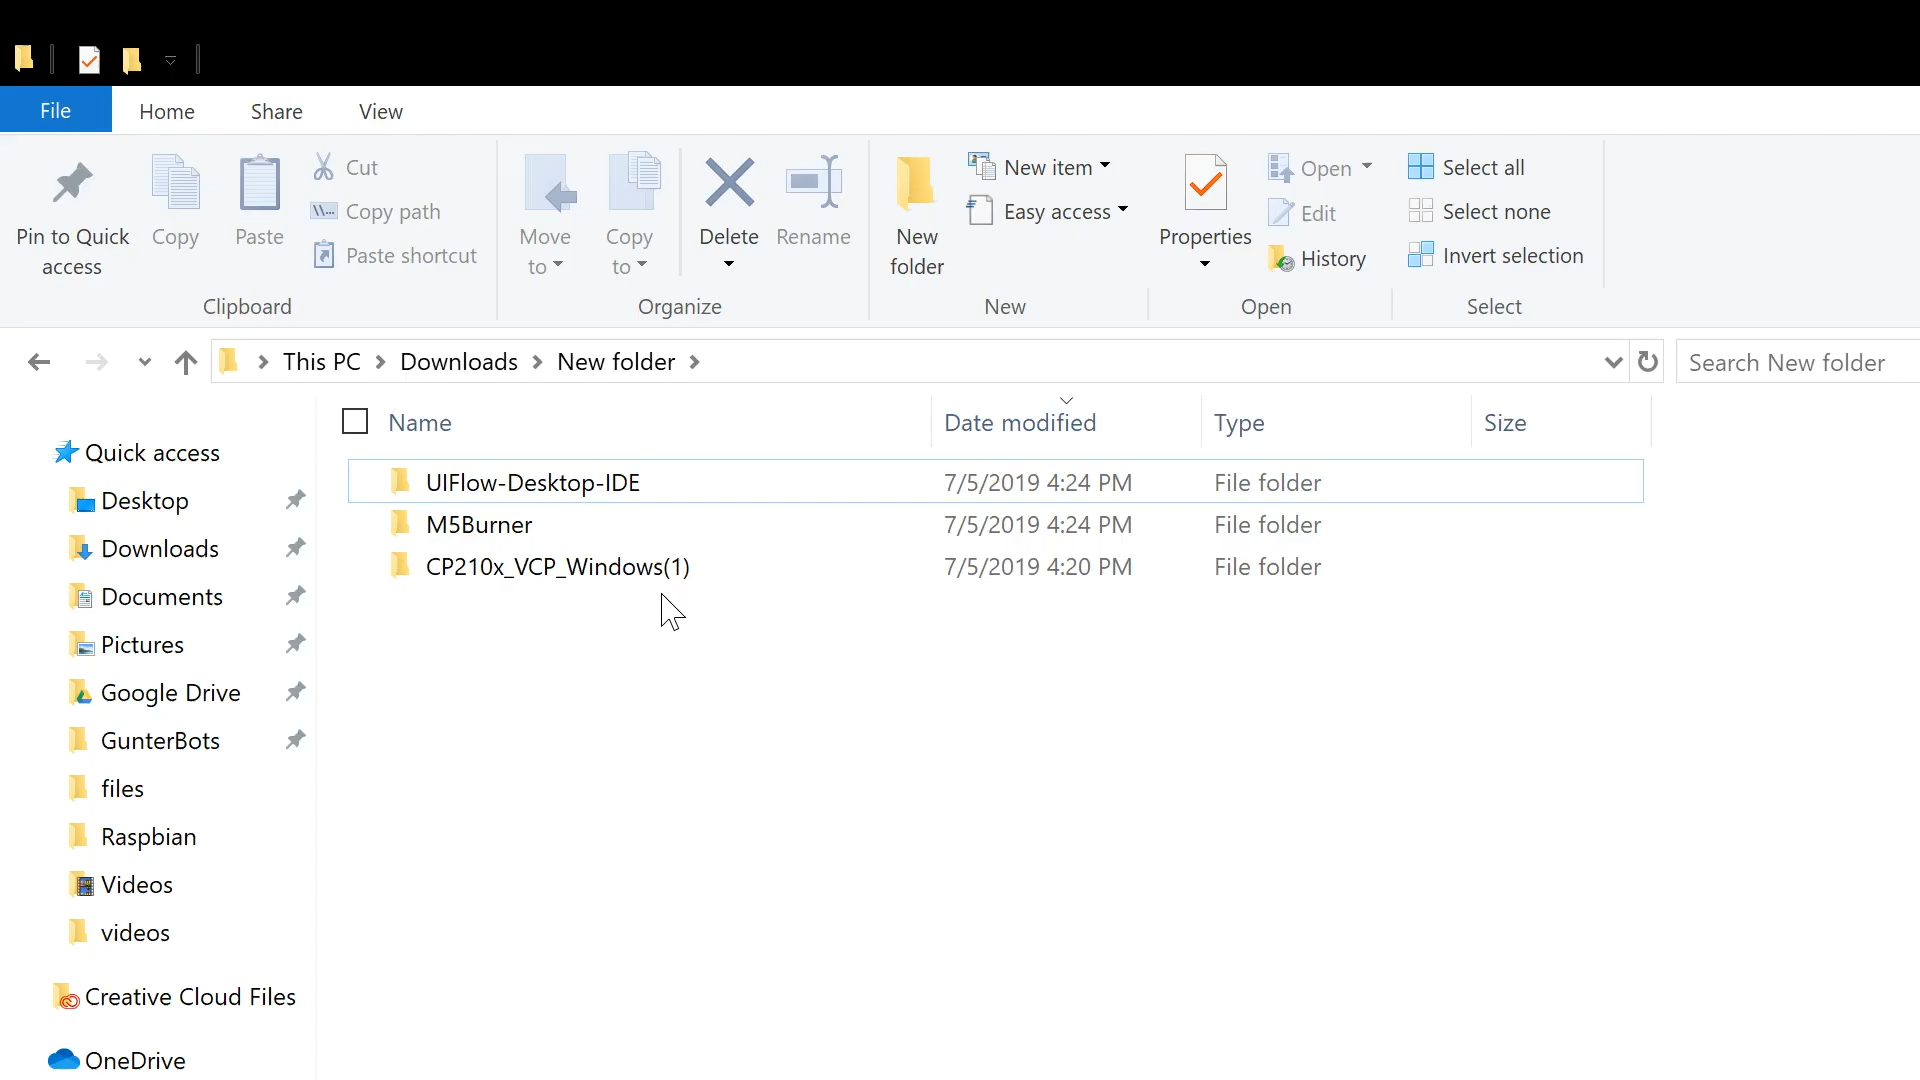 File Home Share View
Pin to Quick access
Copy
Paste
Cut
Copy path
Paste shortcut
Clipboard
Move to
Copy to
Delete
Rename
Organize
New folder
New item
Easy access
New
Properties
Open
Edit
History
Open
Select all
Select none
Invert selection
Select
This PC Downloads New folder
Search New folder
Name Date modified Type Size
UIFlow-Desktop-IDE 7/5/2019 4:24 PM File folder
M5Burner 7/5/2019 4:24 PM File folder
CP210x_VCP_Windows(1) 7/5/2019 4:20 PM File folder
Quick access
Desktop
Downloads
Documents
Pictures
Google Drive
GunterBots
files
Raspbian
Videos
videos
Creative Cloud Files
OneDrive